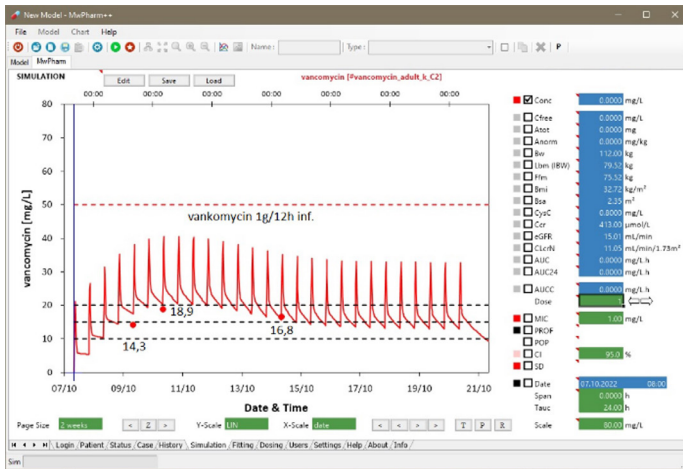 New Model - MwPharm++
File Model Chart Help
Name: Type: P
Model MwPharm
SIMULATION Edit Save Load vancomycin [#vancomycin_adult_k_C2]
00:00 00:00 00:00 00:00 00:00 00:00 00:00
80
70
60
50
40
30
20
10
0
vancomycin [mg/L]
vankomycin 1g/12h inf.
18,9
14,3
16,8
07/10 09/10 11/10 13/10 15/10 17/10 19/10 21/10
Date & Time
Conc 0.0000 mg/L
Cfree 0.0000 mg/L
Atot 0.0000 mg
Anorm 0.0000 mg/kg
Bw 112.00 kg
Lbm (IBW) 79.52 kg
Ffm 75.52 kg
Bmi 32.72 kg/m²
Bsa 2.35 m²
CysC 0.8000 mg/L
Ccr 413.00 µmol/L
eGFR 15.01 mL/min
CLcrN 11.05 mL/min/1.73m²
AUC 0.0000 mg/L.h
AUC24 0.0000 mg/L.h
AUCC 0.0000 mg/L.h
Dose 1
MIC 1.00 mg/L
PROF
POP
CI 95.0 %
SD
Date 07.10.2022 08:00
Span 0.0000 h
Tauc 24.00 h
Scale 80.00 mg/L
Page Size 2 weeks < Z > Y-Scale LIN X-Scale date < < > > T P R
Login / Patient / Status / Case / History \ Simulation / Fitting / Dosing / Users / Settings / Help / About / Info /
Sim